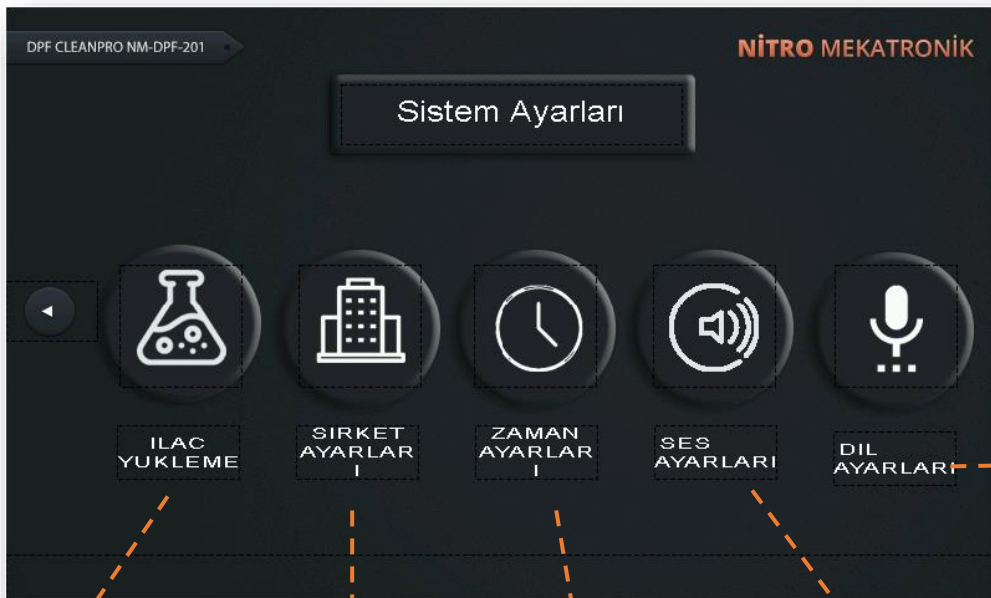 DPF CLEANPRO NM-DPF-201
NİTRO MEKATRONİK
Sistem Ayarları
ILAC
YUKLEME
SIRKET
AYARLAR
I
ZAMAN
AYARLAR
I
SES
AYARLARI
DIL
AYARLARI